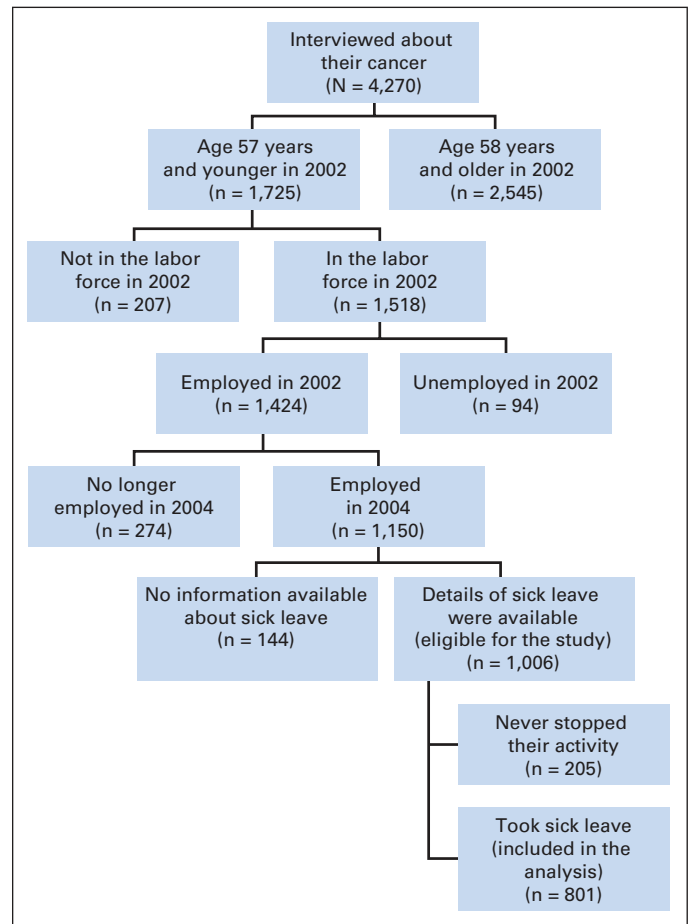 Interviewed about
their cancer
(N = 4,270)
Age 57 years
and younger in 2002
(n = 1,725)
Age 58 years
and older in 2002
(n = 2,545)
Not in the labor
force in 2002
(n = 207)
In the labor
force in 2002
(n = 1,518)
Employed in 2002
(n = 1,424)
Unemployed in 2002
(n = 94)
No longer
employed in 2004
(n = 274)
Employed
in 2004
(n = 1,150)
No information available
about sick leave
(n = 144)
Details of sick leave
were available
(eligible for the study)
(n = 1,006)
Never stopped
their activity
(n = 205)
Took sick leave
(included in the
analysis)
(n = 801)